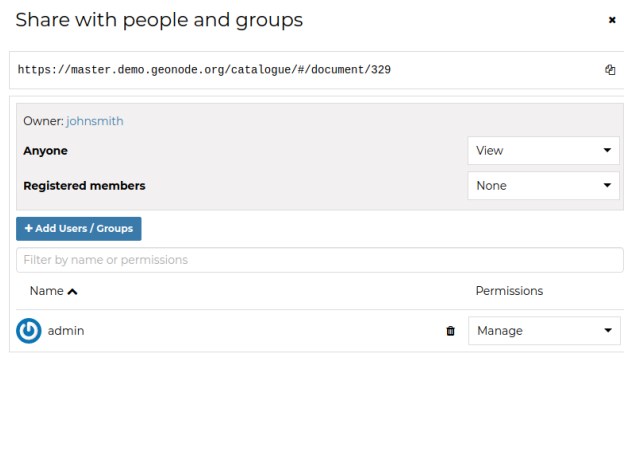 Share with people and groups
https://master.demo.geonode.org/catalogue/#/document/329
Owner: johnsmith
Anyone View
Registered members None
+ Add Users / Groups
Filter by name or permissions
Name Permissions
admin Manage